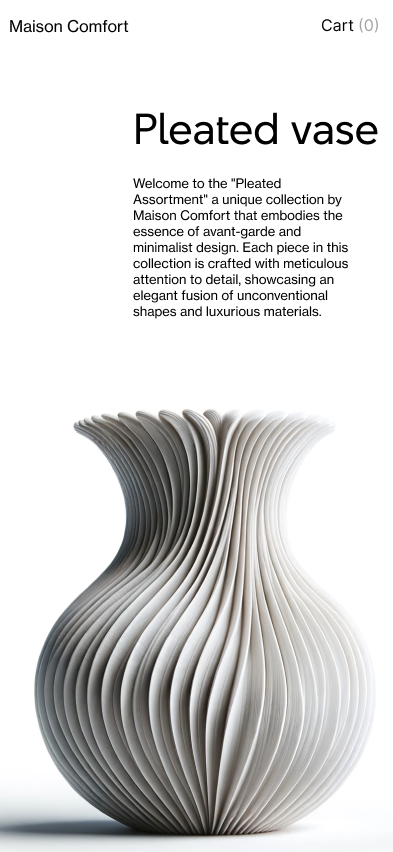 Maison Comfort
Cart (0)
Pleated vase
Welcome to the "Pleated
Assortment" a unique collection by
Maison Comfort that embodies the
essence of avant-garde and
minimalist design. Each piece in this
collection is crafted with meticulous
attention to detail, showcasing an
elegant fusion of unconventional
shapes and luxurious materials.